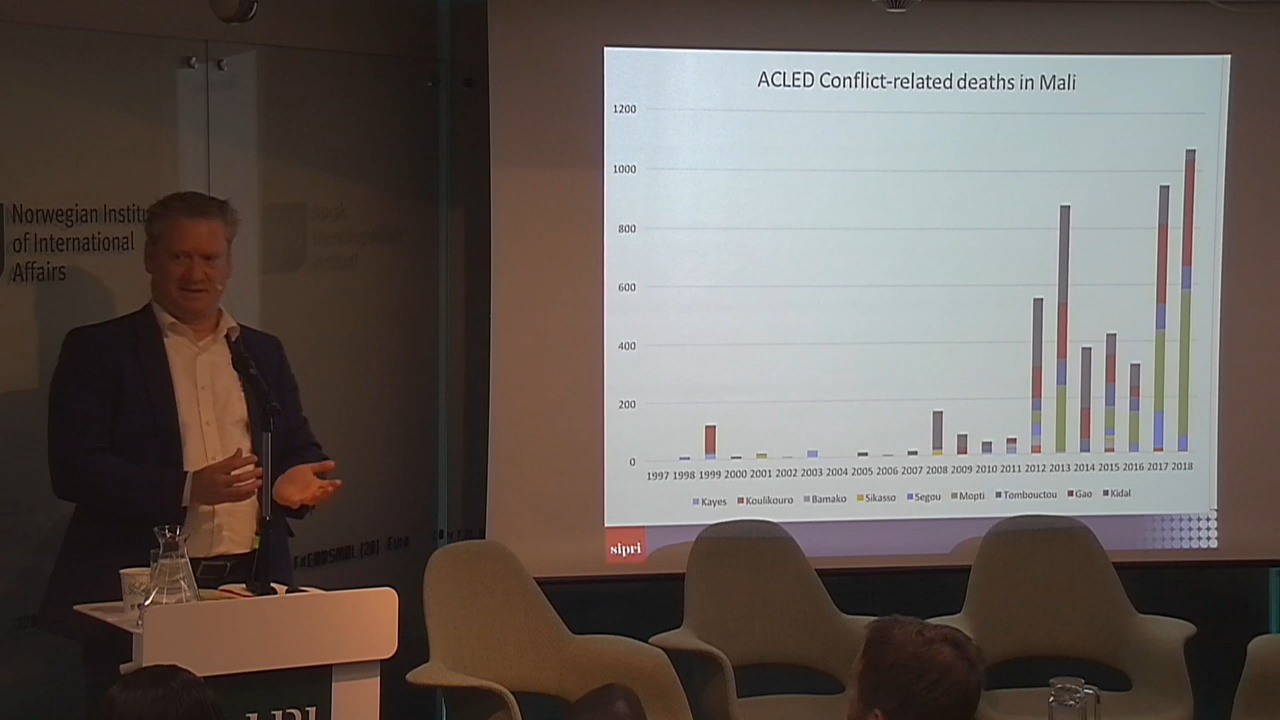 Norwegian Institu
of International
Affairs
ACLED Conflict-related deaths in Mali
1200
1000
800
600
400
200
0
1997 1998 1999 2000 2001 2002 2003 2004 2005 2006 2007 2008 2009 2010 2011 2012 2013 2014 2015 2016 2017 2018
Kayes Koulikouro Bamako Sikasso Segou Mopti Tombouctou Gao Kidal
sipri